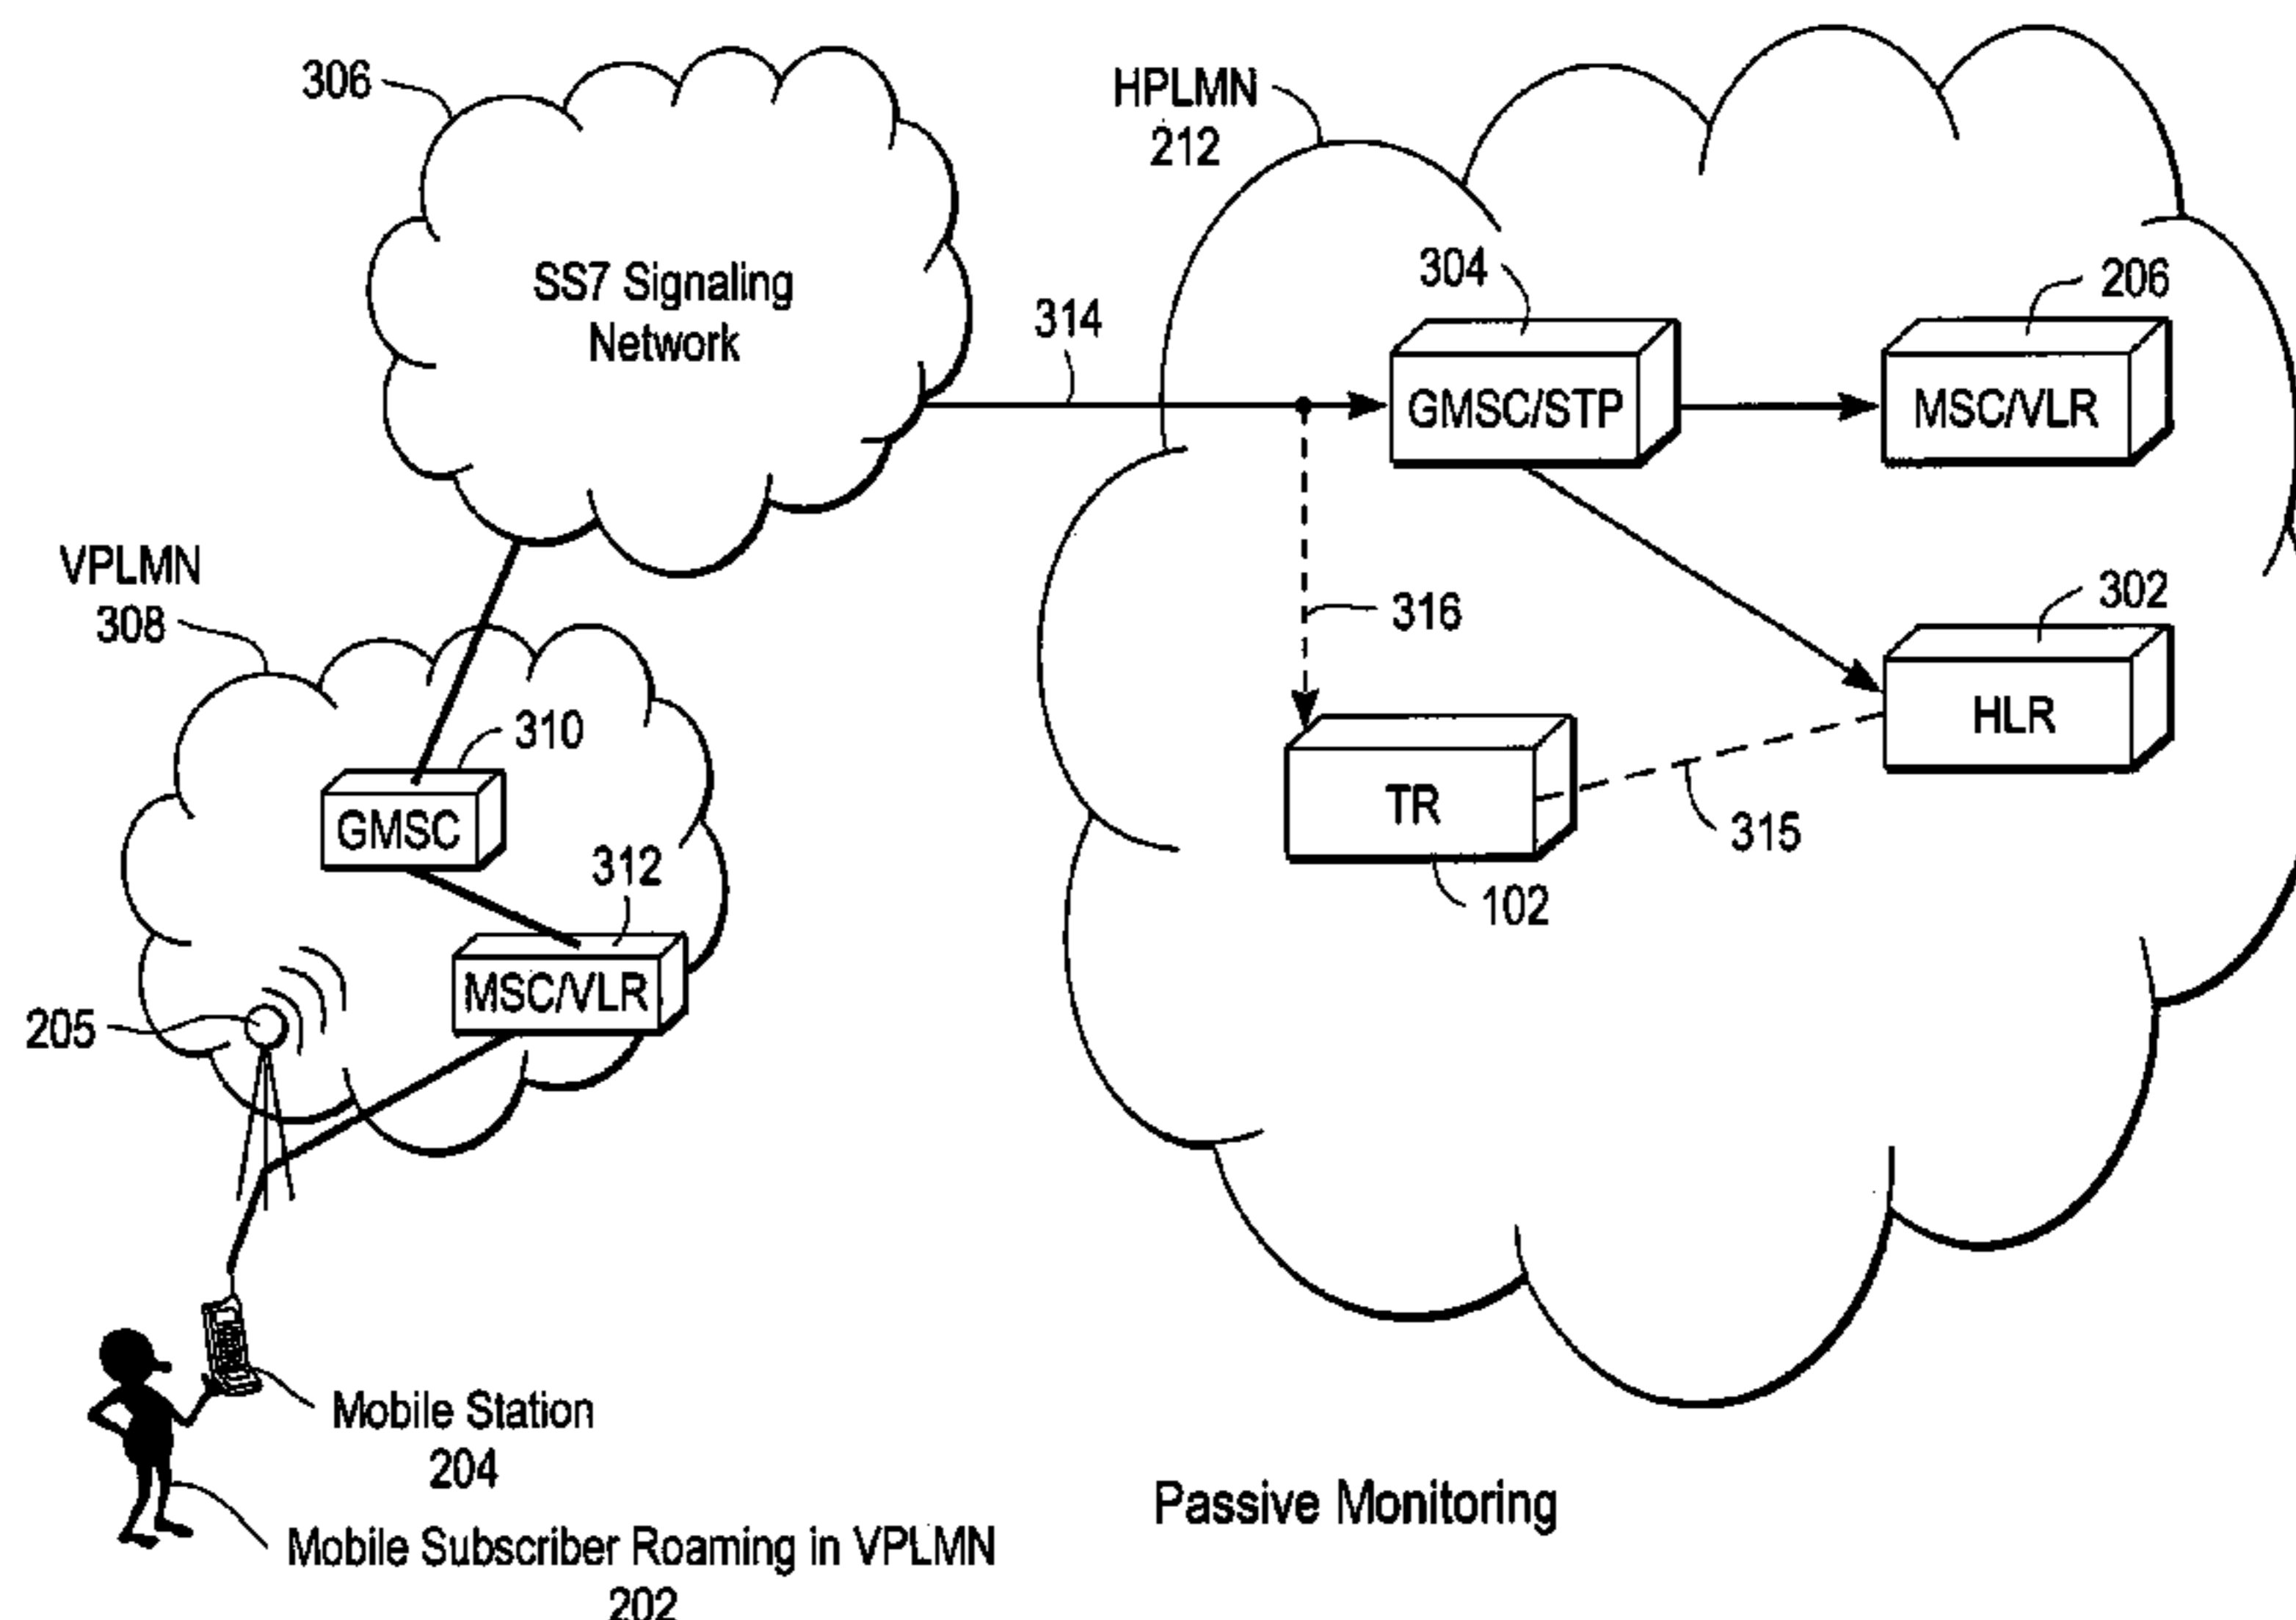 306
HPLMN
212
SS7 Signaling
Network
304
206
314
GMSC/STP
MSC/VLR
VPLMN
308
316
302
310
HLR
TR
GMSC
315
312
102
MSC/VLR
205
Mobile Station
204
Passive Monitoring
Mobile Subscriber Roaming in VPLMN
202